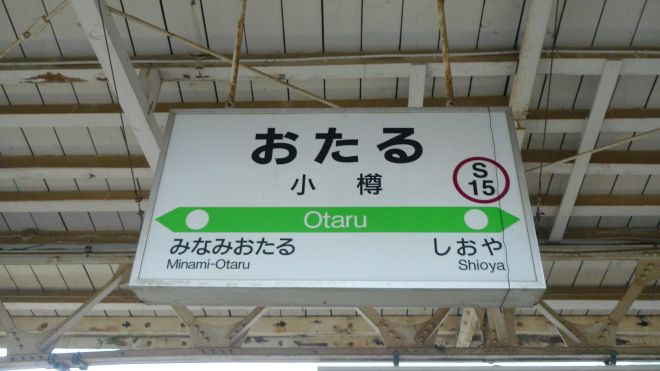 おたる
小樽
S
15
Otaru
みなみおたる
Minami-Otaru
しおや
Shioya